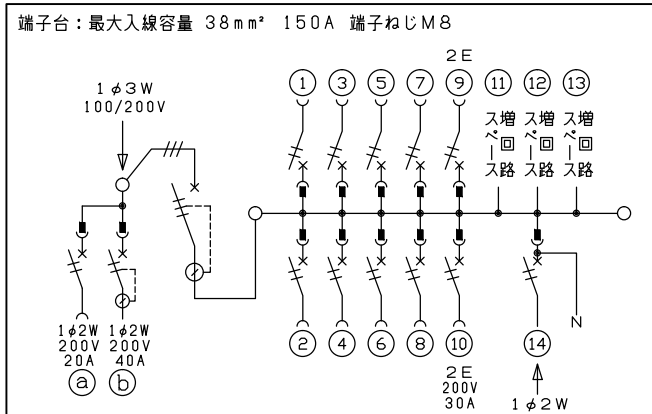 端子台：最大入線容量 38mm² 150A 端子ねじM8
1φ3W
100/200V
2E
① ③ ⑤ ⑦ ⑨ ⑪ ⑫ ⑬
増回路スペース
増回路スペース
増回路スペース
1φ2W
200V
20A
ⓐ
1φ2W
200V
40A
ⓑ
② ④ ⑥ ⑧ ⑩ ⑭
2E
200V
30A
N
1φ2W